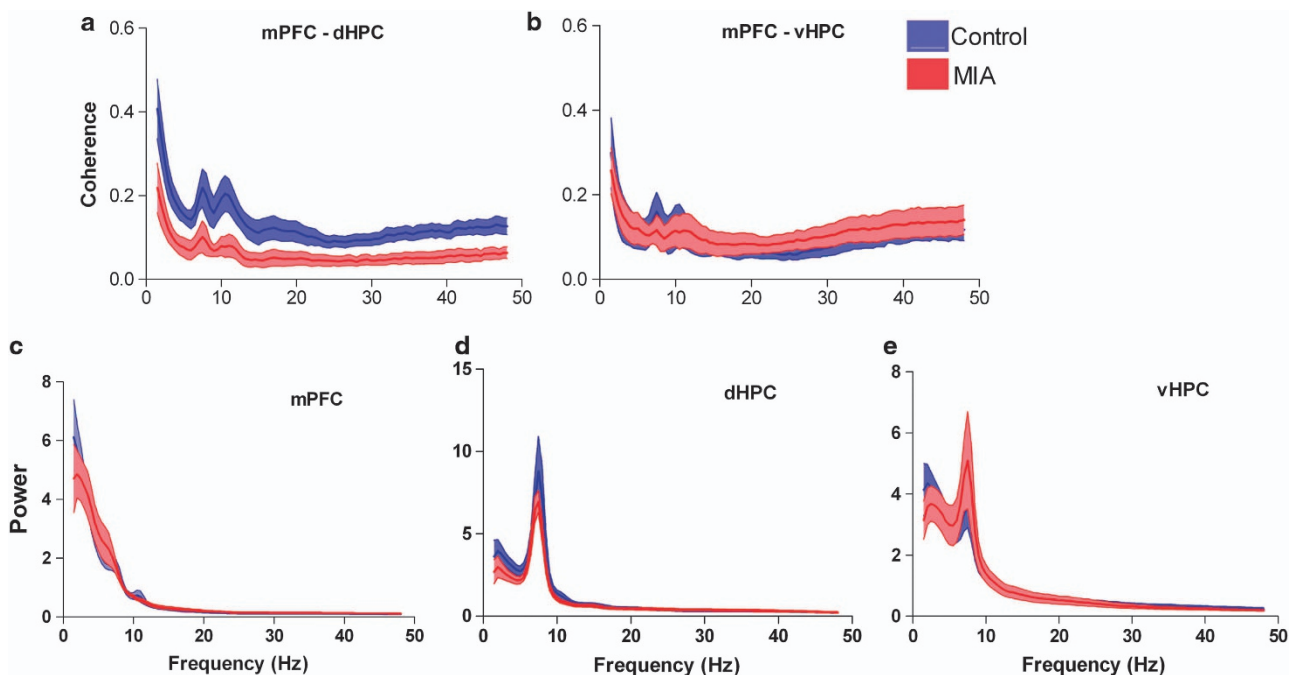 a
mPFC - dHPC
Coherence
0.6
0.4
0.2
0.0
0 10 20 30 40 50
b
mPFC - vHPC
0.6
0.4
0.2
0.0
0 10 20 30 40 50
Control
MIA
c
mPFC
Power
8
6
4
2
0
0 10 20 30 40 50
Frequency (Hz)
d
dHPC
15
10
5
0
0 10 20 30 40 50
Frequency (Hz)
e
vHPC
8
6
4
2
0
0 10 20 30 40 50
Frequency (Hz)